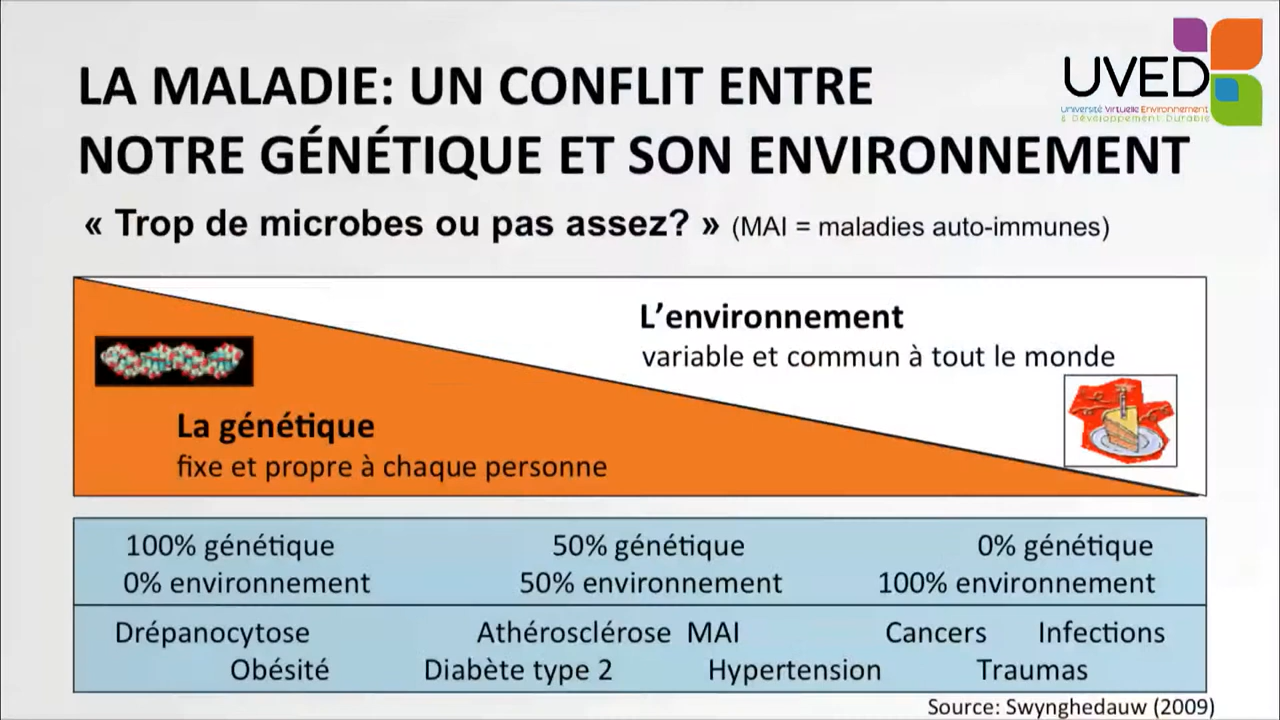 LA MALADIE: UN CONFLIT ENTRE
NOTRE GÉNÉTIQUE ET SON ENVIRONNEMENT
UVED
Université Virtuelle Environnement
& Développement Durable
« Trop de microbes ou pas assez? » (MAI = maladies auto-immunes)
L'environnement
variable et commun à tout le monde
La génétique
fixe et propre à chaque personne
100% génétique 50% génétique 0% génétique
0% environnement 50% environnement 100% environnement
Drépanocytose Athérosclérose MAI Cancers Infections
Obésité Diabète type 2 Hypertension Traumas
Source: Swynghedauw (2009)